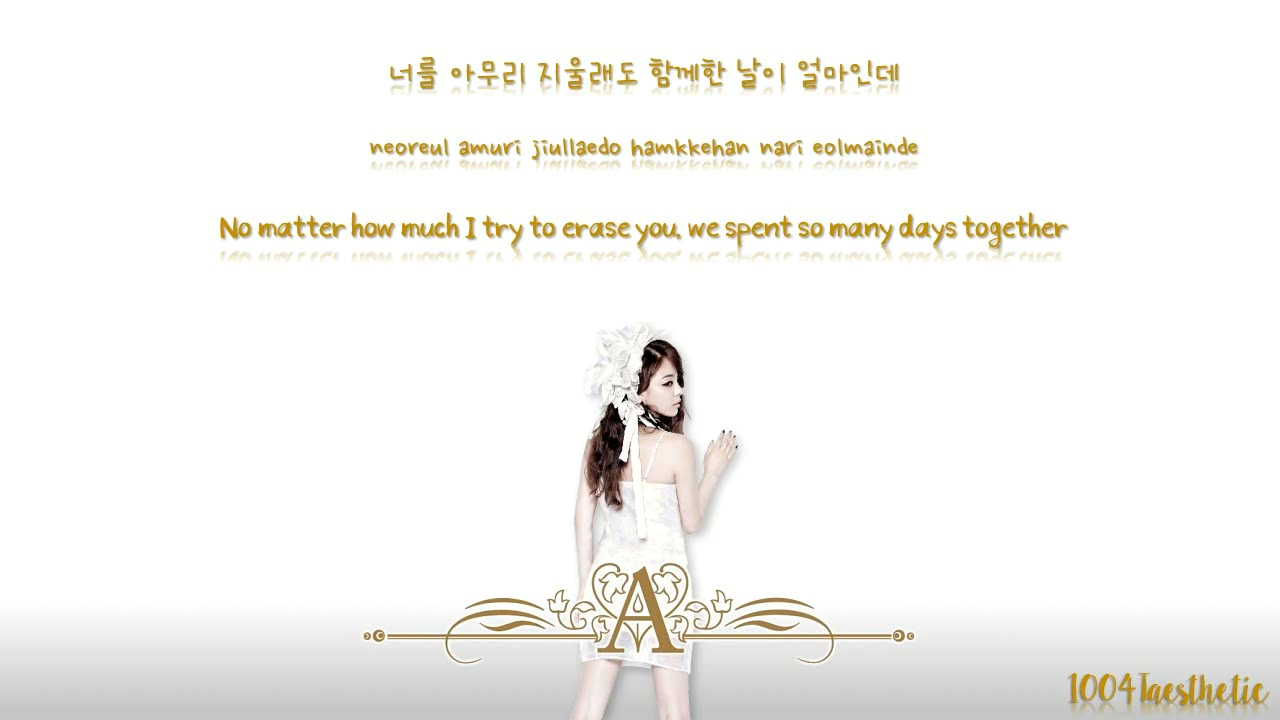 너를 아무리 지울래도 함께한 날이 얼마인데
neoreul amuri jiullaedo hamkkehan nari eolmainde
No matter how much I try to erase you, we spent so many days together
A
1004Taesthetic